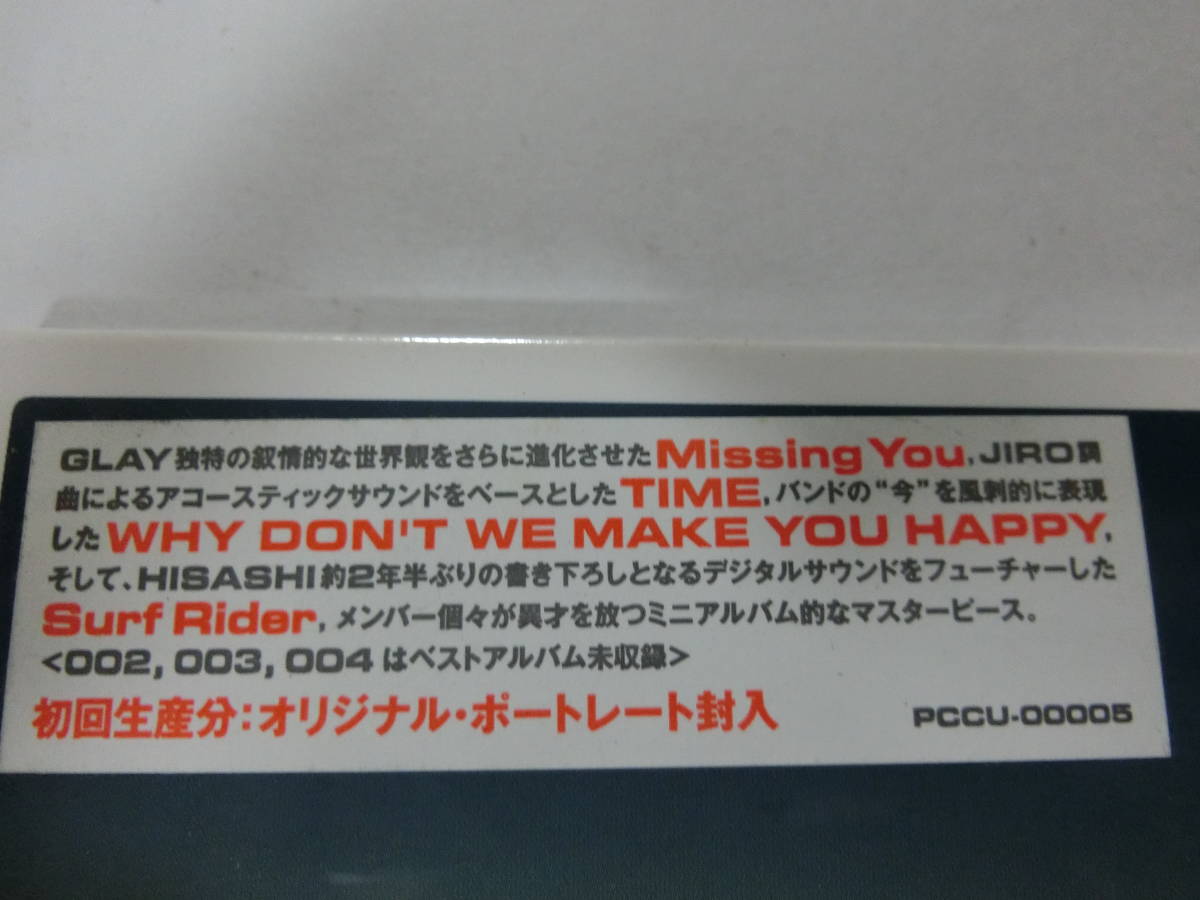 GLAY独特の叙情的な世界観をさらに進化させたMissing You, JIRO調
曲によるアコースティックサウンドをベースとしたTIME, バンドの“今”を風刺的に表現
したWHY DON'T WE MAKE YOU HAPPY,
そして、HISASHI約2年半ぶりの書き下ろしとなるデジタルサウンドをフューチャーした
Surf Rider, メンバー個々が異才を放つミニアルバム的なマスターピース。
<002, 003, 004はベストアルバム未収録>
初回生産分:オリジナル・ポートレート封入 PCCU-00005